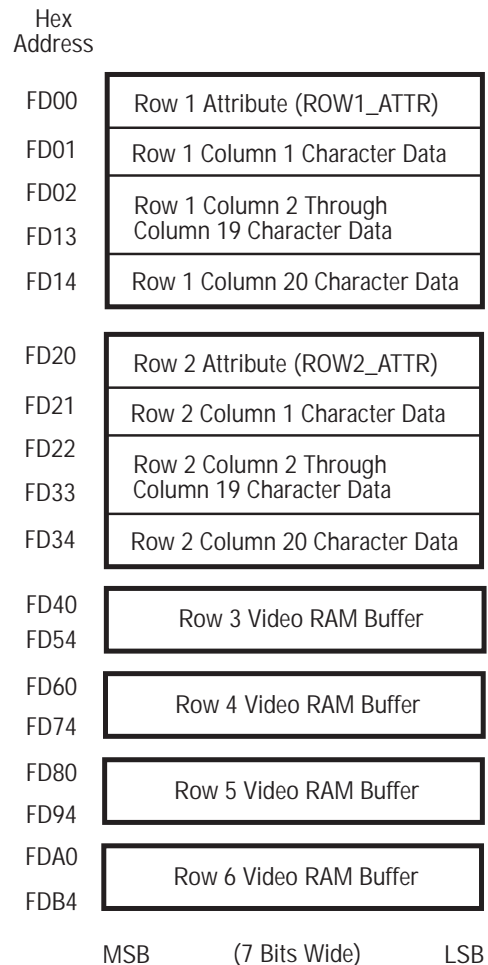 Hex
Address
FD00 Row 1 Attribute (ROW1_ATTR)
FD01 Row 1 Column 1 Character Data
FD02
Row 1 Column 2 Through
FD13 Column 19 Character Data
FD14 Row 1 Column 20 Character Data
FD20 Row 2 Attribute (ROW2_ATTR)
FD21 Row 2 Column 1 Character Data
FD22
Row 2 Column 2 Through
FD33 Column 19 Character Data
FD34 Row 2 Column 20 Character Data
FD40
Row 3 Video RAM Buffer
FD54
FD60
Row 4 Video RAM Buffer
FD74
FD80
Row 5 Video RAM Buffer
FD94
FDA0
Row 6 Video RAM Buffer
FDB4
MSB (7 Bits Wide) LSB